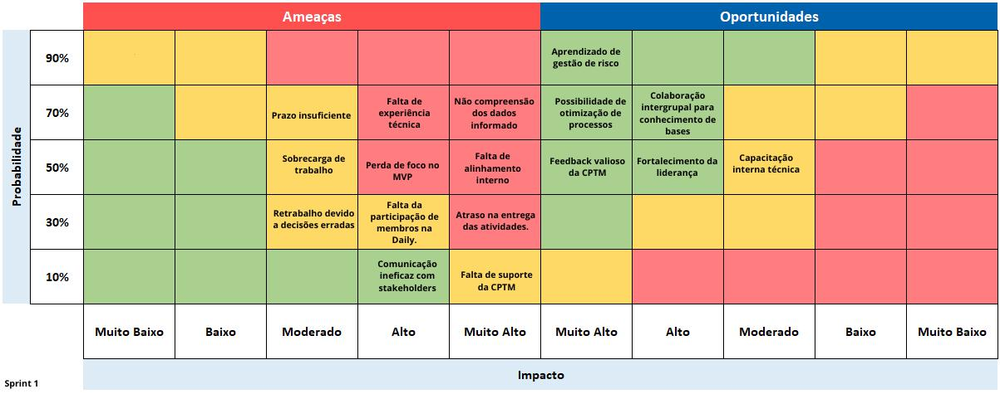 Ameaças
Oportunidades
Probabilidade
90%
Aprendizado de
gestão de risco
70%
Prazo insuficiente
Falta de
experiência
técnica
Não compreensão
dos dados
informado
Possibilidade de
otimização de
processos
Colaboração
intergrupal para
conhecimento de
bases
50%
Sobrecarga de
trabalho
Perda de foco no
MVP
Falta de
alinhamento
interno
Feedback valioso
da CPTM
Fortalecimento da
liderança
Capacitação
interna técnica
30%
Retrabalho devido
a decisões erradas
Falta da
participação de
membros na
Daily.
Atraso na entrega
das atividades.
10%
Comunicação
ineficaz com
stakeholders
Falta de suporte
da CPTM
Muito Baixo
Baixo
Moderado
Alto
Muito Alto
Muito Alto
Alto
Moderado
Baixo
Muito Baixo
Impacto
Sprint 1